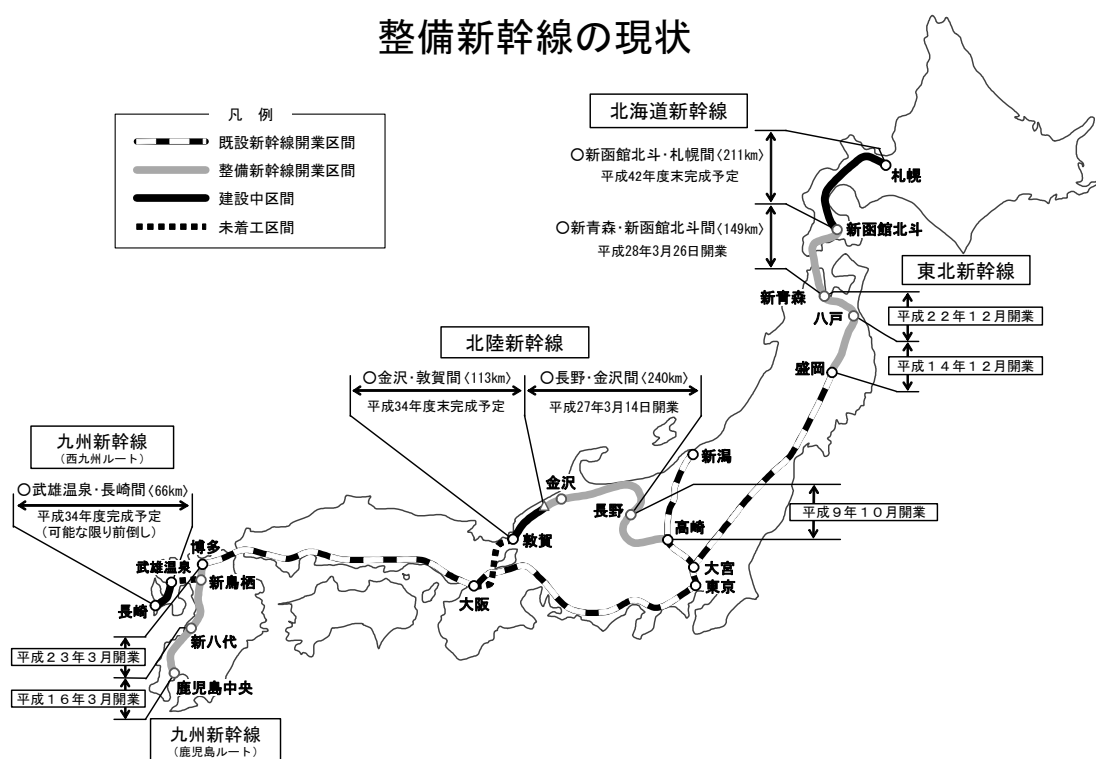 整備新幹線の現状
凡 例
既設新幹線開業区間
整備新幹線開業区間
建設中区間
未着工区間
北海道新幹線
○新函館北斗・札幌間〈211km〉
平成42年度末完成予定
札幌
○新青森・新函館北斗間〈149km〉
平成28年3月26日開業
新函館北斗
東北新幹線
新青森
八戸
平成22年12月開業
盛岡
平成14年12月開業
北陸新幹線
○金沢・敦賀間〈113km〉
平成34年度末完成予定
○長野・金沢間〈240km〉
平成27年3月14日開業
新潟
金沢
長野
平成9年10月開業
高崎
敦賀
大宮
東京
大阪
九州新幹線
(西九州ルート)
○武雄温泉・長崎間〈66km〉
平成34年度完成予定
(可能な限り前倒し)
博多
武雄温泉
新鳥栖
長崎
新八代
平成23年3月開業
平成16年3月開業
鹿児島中央
九州新幹線
(鹿児島ルート)